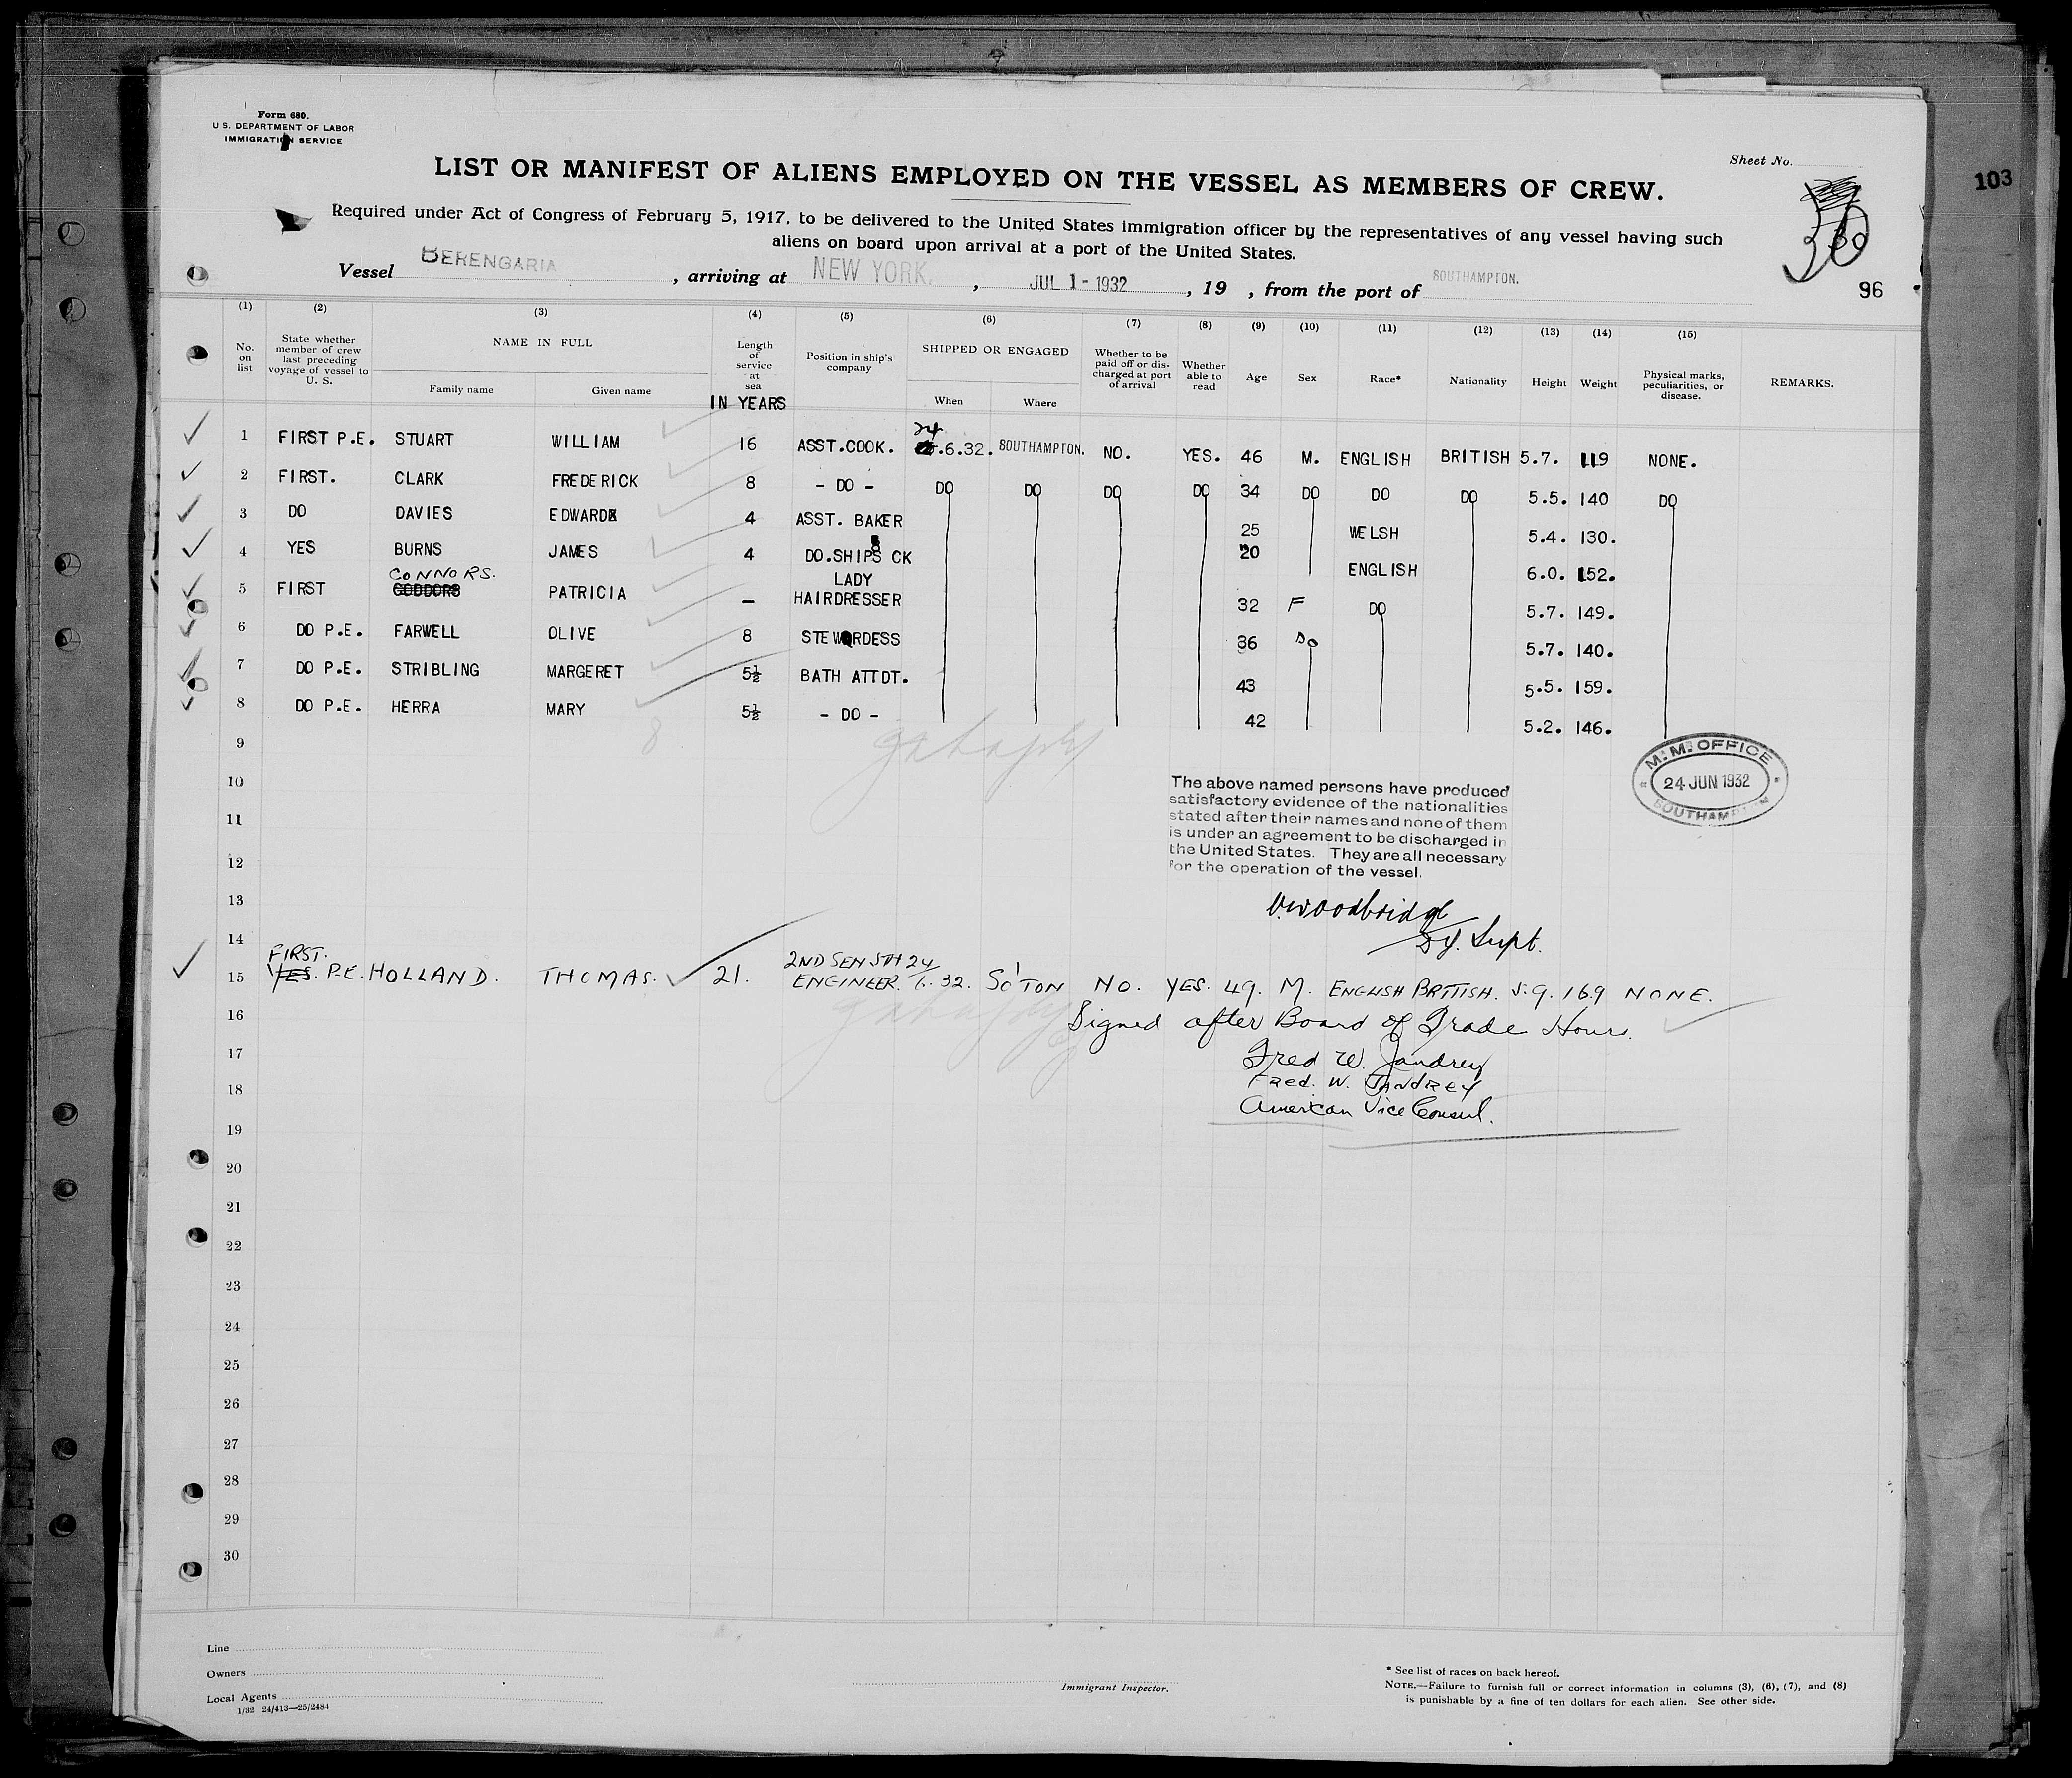 Form 680.
U.S. DEPARTMENT OF LABOR
IMMIGRATION SERVICE
Sheet No.
103
LIST OR MANIFEST OF ALIENS EMPLOYED ON THE VESSEL AS MEMBERS OF CREW.
Required under Act of Congress of February 5, 1917, to be delivered to the United States immigration officer by the representatives of any vessel having such
aliens on board upon arrival at a port of the United States.
Vessel BERENGARIA, arriving at NEW YORK, JUL 1 - 1932, 19 , from the port of SOUTHAMPTON.
96
(1) (2) (3) (4) (5) (6) (7) (8) (9) (10) (11) (12) (13) (14) (15)
No. on list
State whether member of crew last preceding voyage of vessel to U. S.
NAME IN FULL
Family name Given name
Length of service at sea
IN YEARS
Position in ship's company
SHIPPED OR ENGAGED
When Where
Whether to be paid off or discharged at port of arrival
Whether able to read
Age
Sex
Race*
Nationality
Height
Weight
Physical marks, peculiarities, or disease.
REMARKS.
1 FIRST P.E. STUART WILLIAM 16 ASST.COOK. 24.6.32. SOUTHAMPTON. NO. YES. 46 M. ENGLISH BRITISH 5.7. 119 NONE.
2 FIRST. CLARK FREDERICK 8 - DO - DO DO DO DO 34 DO DO DO 5.5. 140 DO
3 DO DAVIES EDWARD 4 ASST. BAKER 25 WELSH 5.4. 130.
4 YES BURNS JAMES 4 DO.SHIPS CK 20 ENGLISH 6.0. 152.
5 FIRST CONNORS. PATRICIA — LADY HAIRDRESSER 32 F DO 5.7. 149.
6 DO P.E. FARWELL OLIVE 8 STEWARDESS 36 Do 5.7. 140.
7 DO P.E. STRIBLING MARGERET 5½ BATH ATTDT. 43 5.5. 159.
8 DO P.E. HERRA MARY 5½ - DO - 42 5.2. 146.
8
9
10
11
12
13
14
M. M. OFFICE
24 JUN 1932
SOUTHAMPTON
The above named persons have produced
satisfactory evidence of the nationalities
stated after their names and none of them
is under an agreement to be discharged in
the United States. They are all necessary
for the operation of the vessel.
Woodbridge
Dy. Supt.
15 FIRST. YES. P.E. HOLLAND. THOMAS. 21. 2ND SEN 5TH ENGINEER. 24/6.32. So'TON NO. YES. 49. M. ENGLISH BRITISH. 5.9. 169 NONE.
16 Signed after Board of Trade Hours.
17 Fred W. Jandrey
18 Fred. W. JANDREY
American Vice Consul.
19
20
21
22
23
24
25
26
27
28
29
30
Line
Owners
Local Agents
1/32 24/413—25/2484
Immigrant Inspector.
* See list of races on back hereof.
NOTE.—Failure to furnish full or correct information in columns (3), (6), (7), and (8)
is punishable by a fine of ten dollars for each alien. See other side.